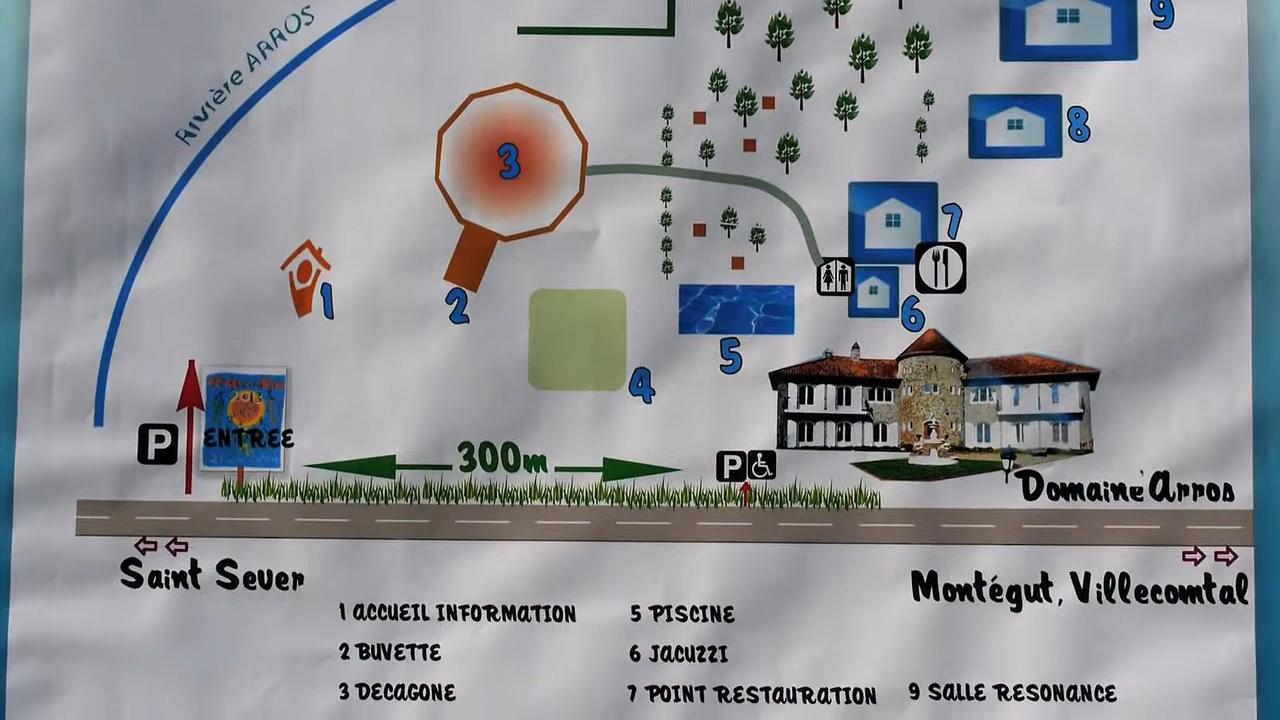 Rivière ARROS
9
8
3
7
1
2
6
5
4
2013
P
ENTREE
300m
P
Domaine Arros
Saint Sever
Montégut, Villecomtal
1 ACCUEIL INFORMATION
2 BUVETTE
3 DECAGONE
5 PISCINE
6 JACUZZI
7 POINT RESTAURATION
9 SALLE RESONANCE